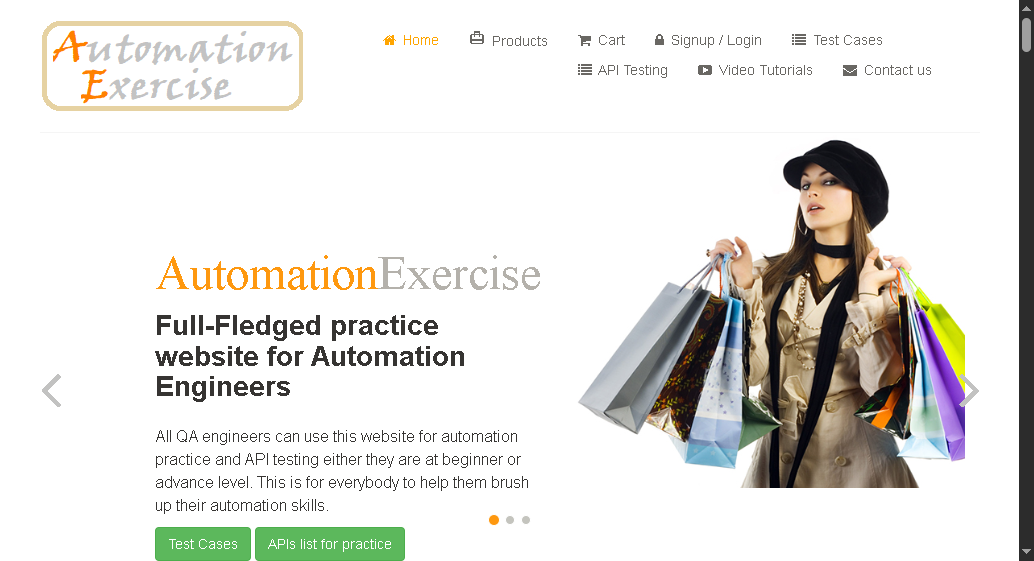 Automation
Exercise
Home Products Cart Signup / Login Test Cases
API Testing Video Tutorials Contact us
AutomationExercise
Full-Fledged practice
website for Automation
Engineers
All QA engineers can use this website for automation
practice and API testing either they are at beginner or
advance level. This is for everybody to help them brush
up their automation skills.
Test Cases APIs list for practice